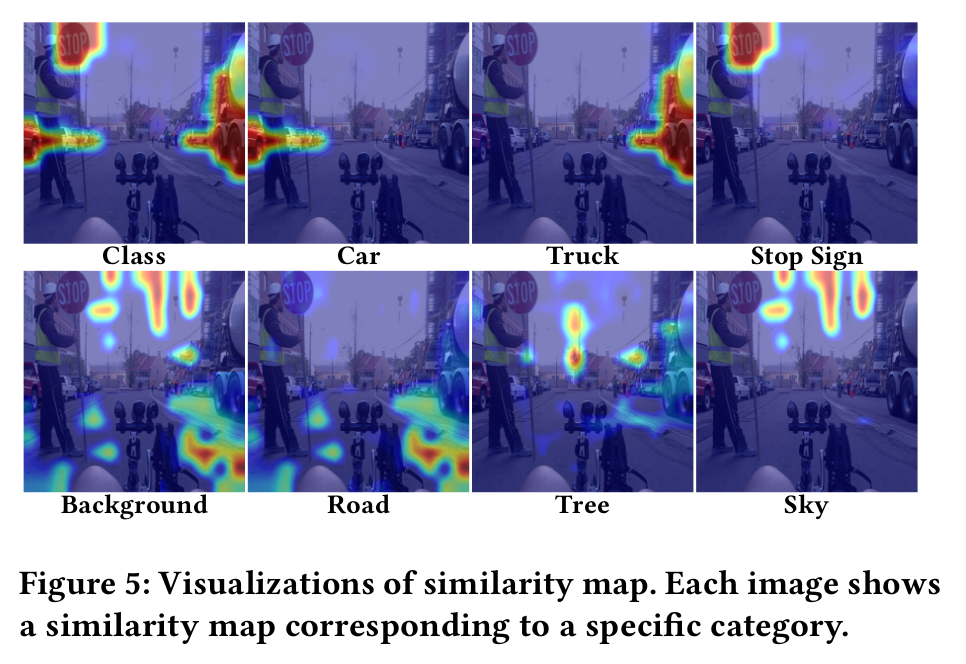 STOP
STOP
STOP
STOP
Class
Car
Truck
Stop Sign
STOP
STOP
STOP
STOP
Background
Road
Tree
Sky
Figure 5: Visualizations of similarity map. Each image shows
a similarity map corresponding to a specific category.